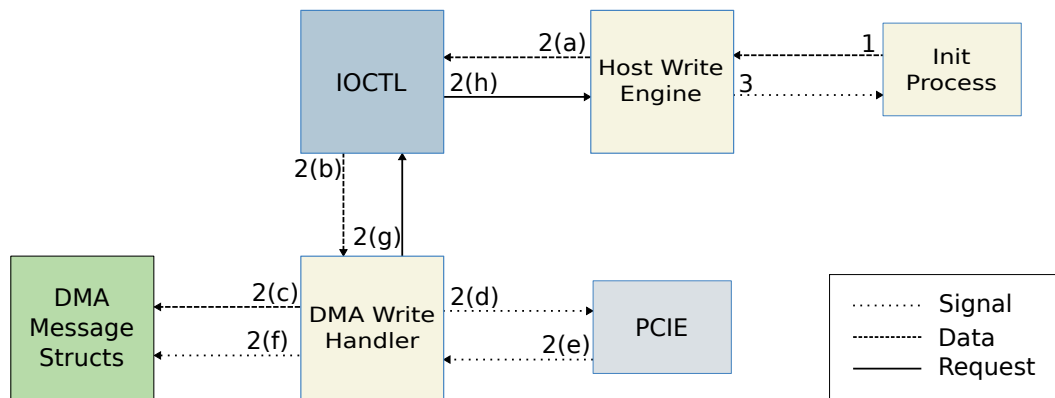 2(a)
1
IOCTL
2(h)
Host Write
Engine
3
Init
Process
2(b)
2(g)
DMA
Message
Structs
2(c)
2(f)
DMA Write
Handler
2(d)
2(e)
PCIE
Signal
Data
Request